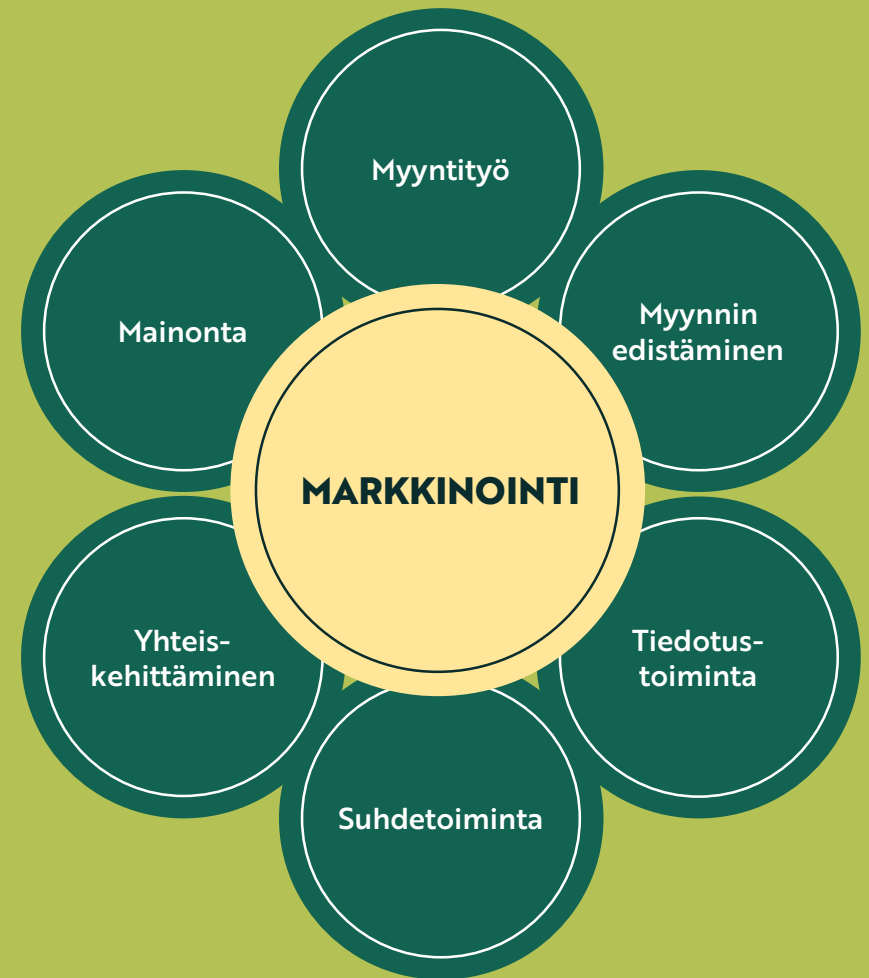 Myyntityö
Mainonta
Myynnin
edistäminen
MARKKINOINTI
Yhteis-
kehittäminen
Tiedotus-
toiminta
Suhdetoiminta